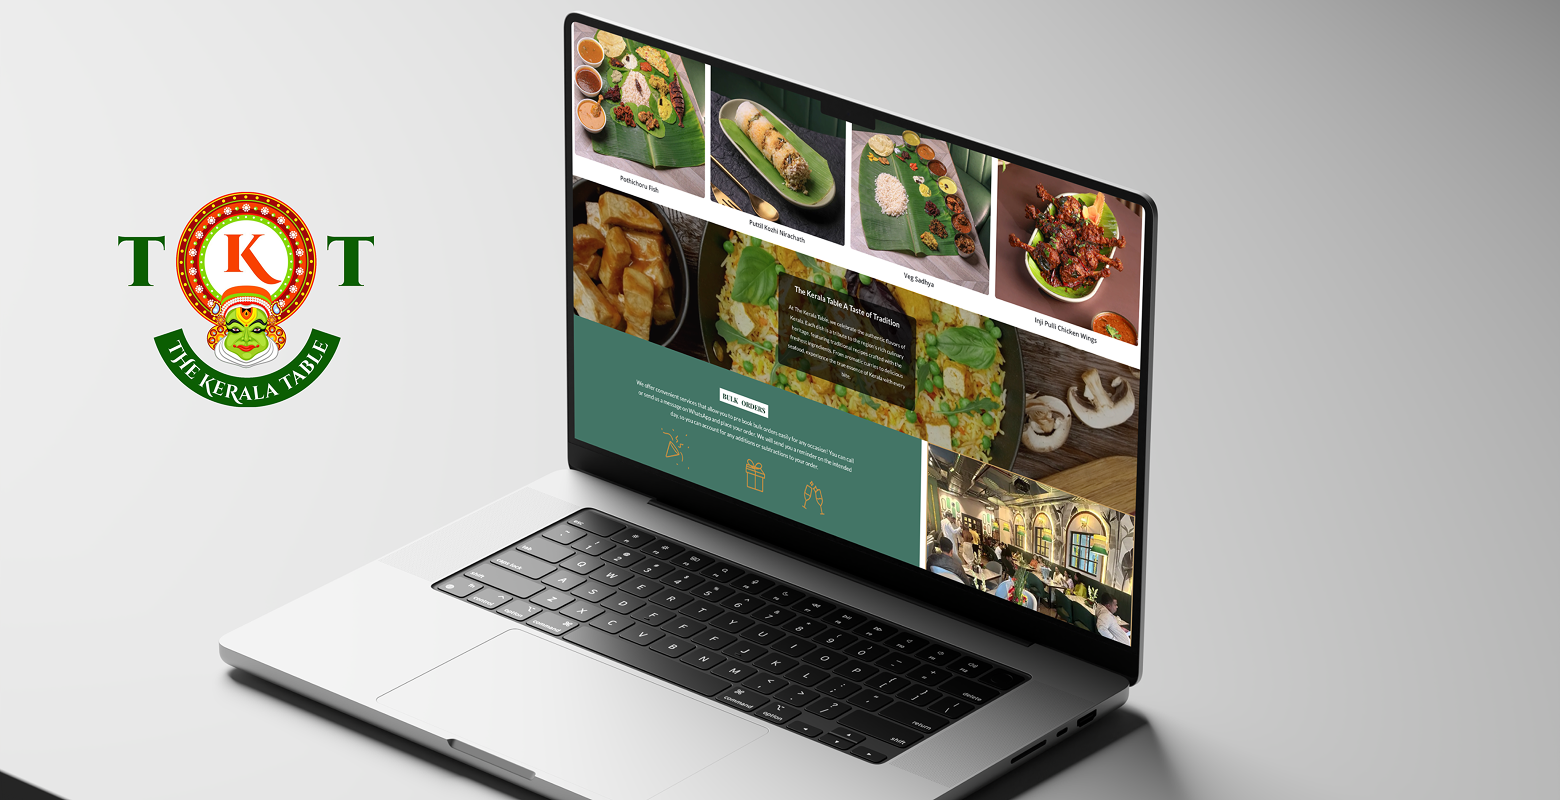 T K T
THE KERALA TABLE
Pothichoru Fish
Puttil Kozhi Nirachath
Veg Sadhya
Inji Pulli Chicken Wings
The Kerala Table A Taste of Tradition
At The Kerala Table, we celebrate the authentic flavors of
Kerala. Each dish is a tribute to the region's rich culinary
heritage, featuring traditional recipes crafted with the
freshest ingredients. From aromatic curries to delicious
seafood, experience the true essence of Kerala with every
bite.
BULK ORDERS
We offer convenient services that allow you to pre book bulk orders easily for any occasion! You can call
or send us a message on WhatsApp and place your order. We will send you a reminder on the intended
day, so you can account for any additions or subtractions to your order.
esc
~ ! @ # $ % ^ & * ( ) _ + delete
tab Q W E R T Y U I O P { } |
caps lock A S D F F G H J K L : " return
shift Z X C V B N M < > ? shift
control option command command option